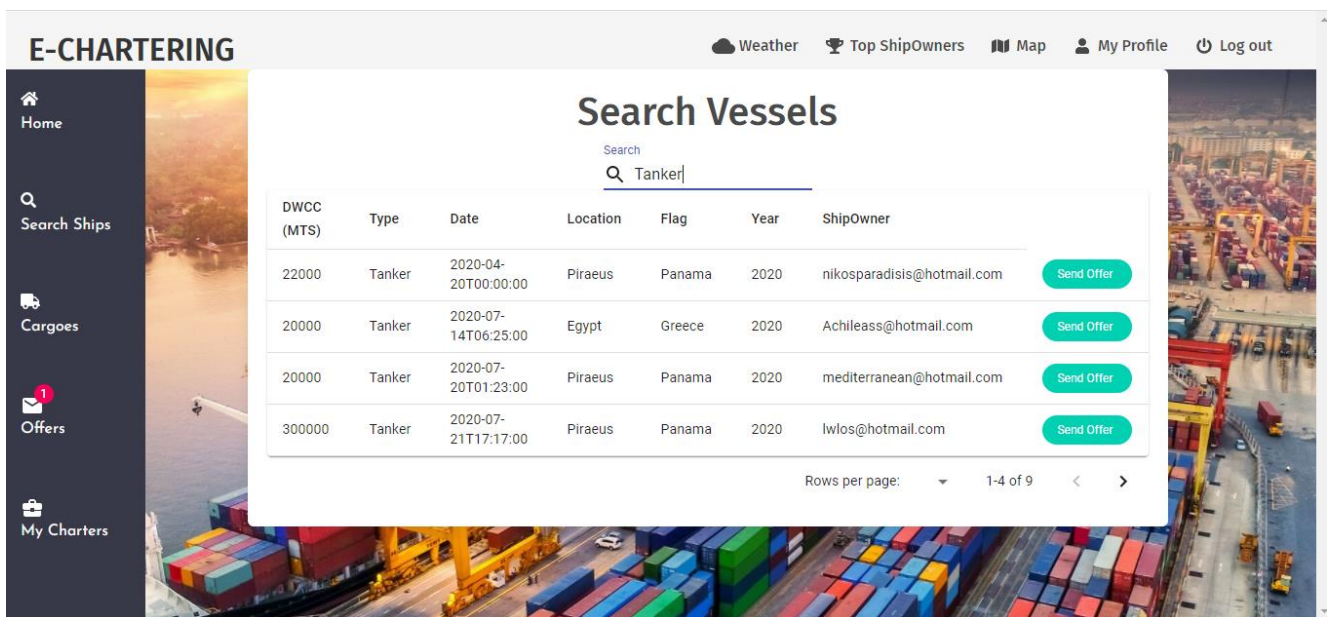 E-CHARTERING
Weather
Top ShipOwners
Map
My Profile
Log out
Home
Search Ships
Cargoes
1
Offers
My Charters
Search Vessels
Search
Tanker
DWCC (MTS) Type Date Location Flag Year ShipOwner
22000 Tanker 2020-04-20T00:00:00 Piraeus Panama 2020 nikosparadisis@hotmail.com Send Offer
20000 Tanker 2020-07-14T06:25:00 Egypt Greece 2020 Achileass@hotmail.com Send Offer
20000 Tanker 2020-07-20T01:23:00 Piraeus Panama 2020 mediterranean@hotmail.com Send Offer
300000 Tanker 2020-07-21T17:17:00 Piraeus Panama 2020 lwlos@hotmail.com Send Offer
Rows per page: 1-4 of 9